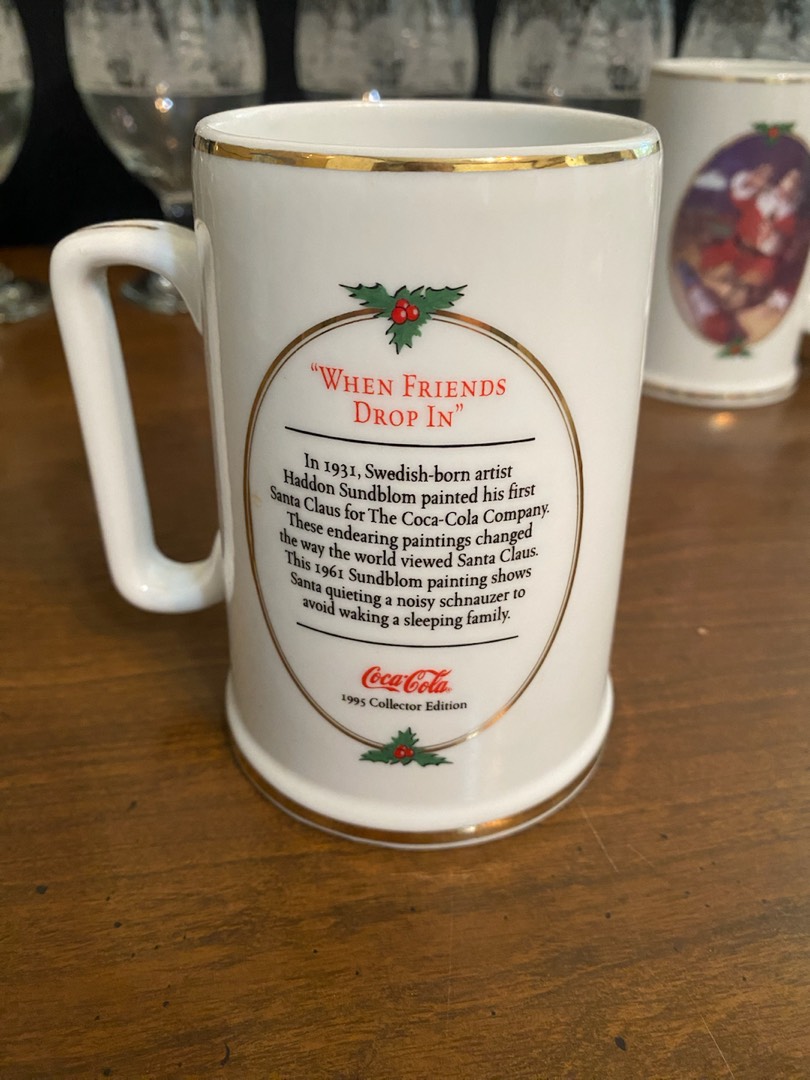 “WHEN FRIENDS
DROP IN”
In 1931, Swedish-born artist
Haddon Sundblom painted his first
Santa Claus for The Coca-Cola Company.
These endearing paintings changed
the way the world viewed Santa Claus.
This 1961 Sundblom painting shows
Santa quieting a noisy schnauzer to
avoid waking a sleeping family.
Coca-Cola
1995 Collector Edition